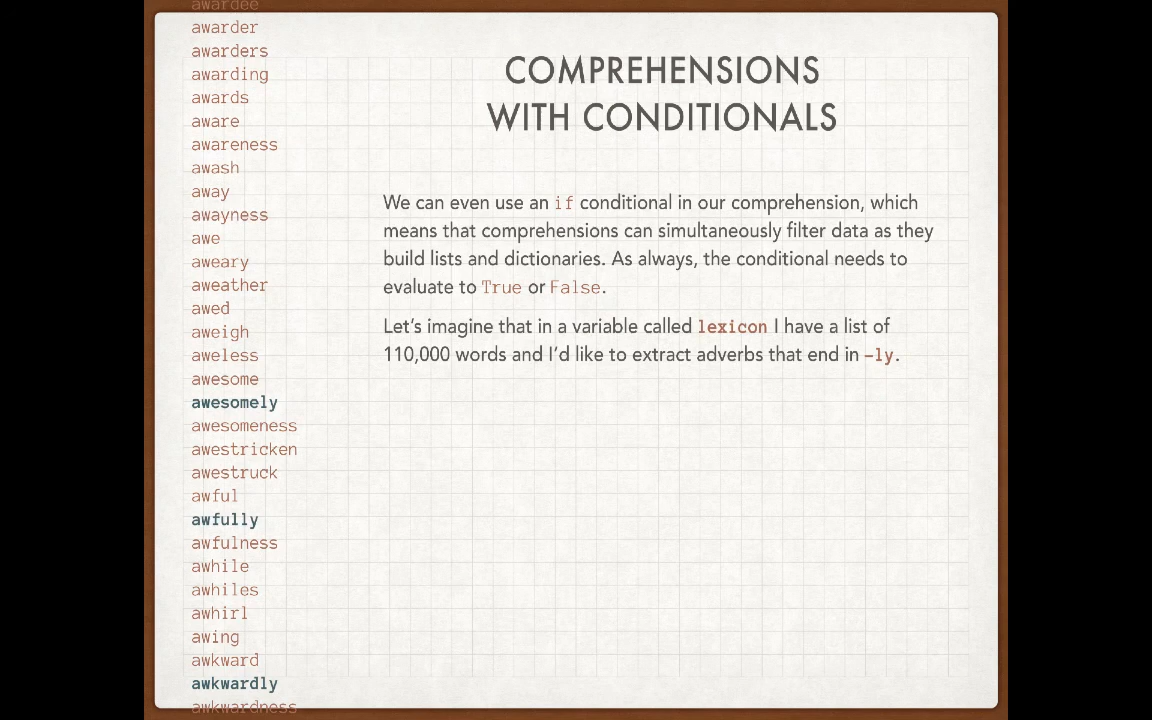 awardee
awarder
awarders
awarding
awards
aware
awareness
awash
away
awayness
awe
aweary
aweather
awed
aweigh
aweless
awesome
awesomely
awesomeness
awestricken
awestruck
awful
awfully
awfulness
awhile
awhiles
awhirl
awing
awkward
awkwardly
awkwardness
COMPREHENSIONS
WITH CONDITIONALS
We can even use an if conditional in our comprehension, which
means that comprehensions can simultaneously filter data as they
build lists and dictionaries. As always, the conditional needs to
evaluate to True or False.
Let’s imagine that in a variable called lexicon I have a list of
110,000 words and I’d like to extract adverbs that end in -ly.